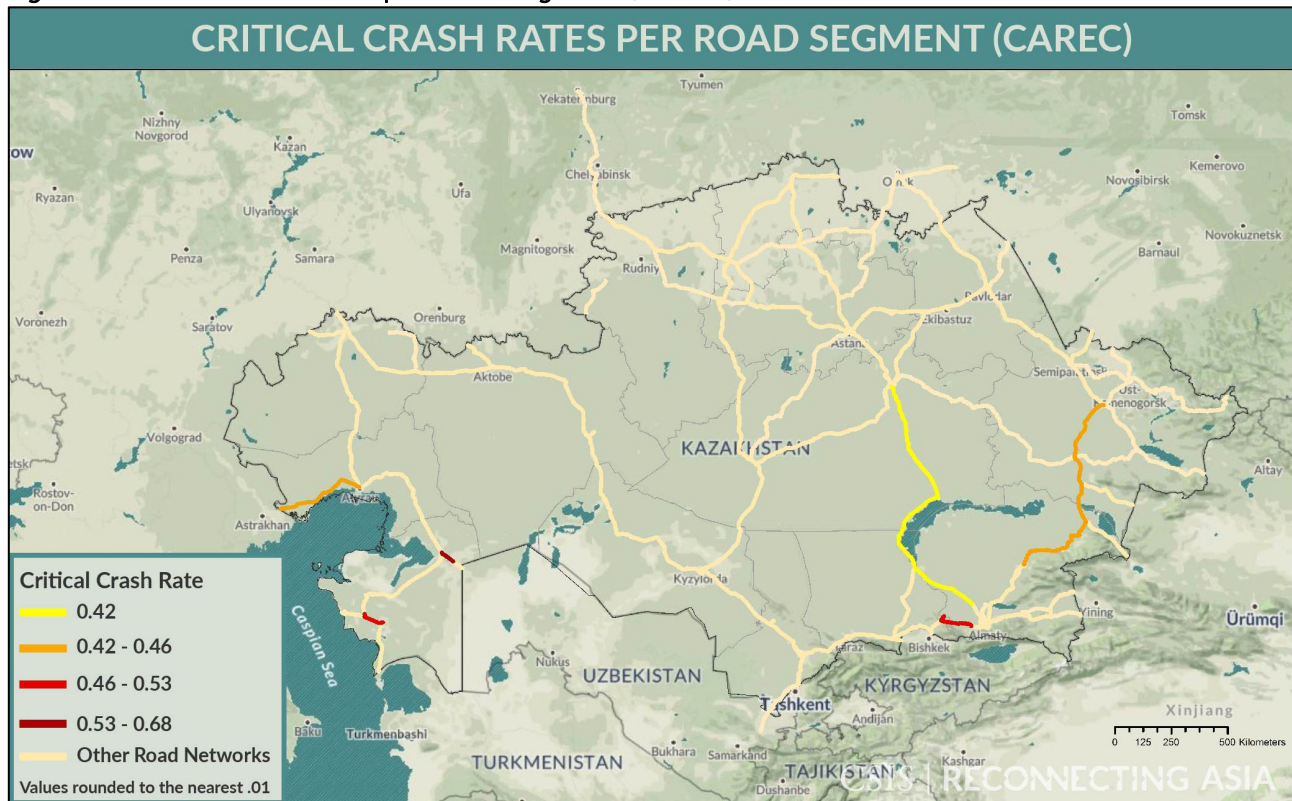 CRITICAL CRASH RATES PER ROAD SEGMENT (CAREC)
Tyumen
Yekaterinburg
Tomsk
Nizhny
Novgorod
Kazan
ow
Chelyabinsk
Omsk
Kemerovo
Novosibirsk
Ryazan
Ufa
Ulyanovsk
Novokuznetsk
Magnitogorsk
Barnaul
Penza
Samara
Rudniy
Pavlodar
Voronezh
Saratov
Orenburg
Ekibastuz
Astana
Aktobe
Semipalatinsk
Ust-
Kamenogorsk
Volgograd
KAZAKHSTAN
etsk
Altay
Rostov-
on-Don
Atyrau
Astrakhan
Kyzylorda
Yining
Ürümqi
Caspian Sea
Almaty
Taraz
Bishkek
Nukus
UZBEKISTAN
KYRGYZSTAN
Tashkent
Andijan
Xinjiang
Baku
Turkmenbashi
0 125 250 500 Kilometers
Bukhara
Samarkand
Kashgar
TURKMENISTAN
TAJIKISTAN
Dushanbe
CSIS | RECONNECTING ASIA
Critical Crash Rate
0.42
0.42 - 0.46
0.46 - 0.53
0.53 - 0.68
Other Road Networks
Values rounded to the nearest .01